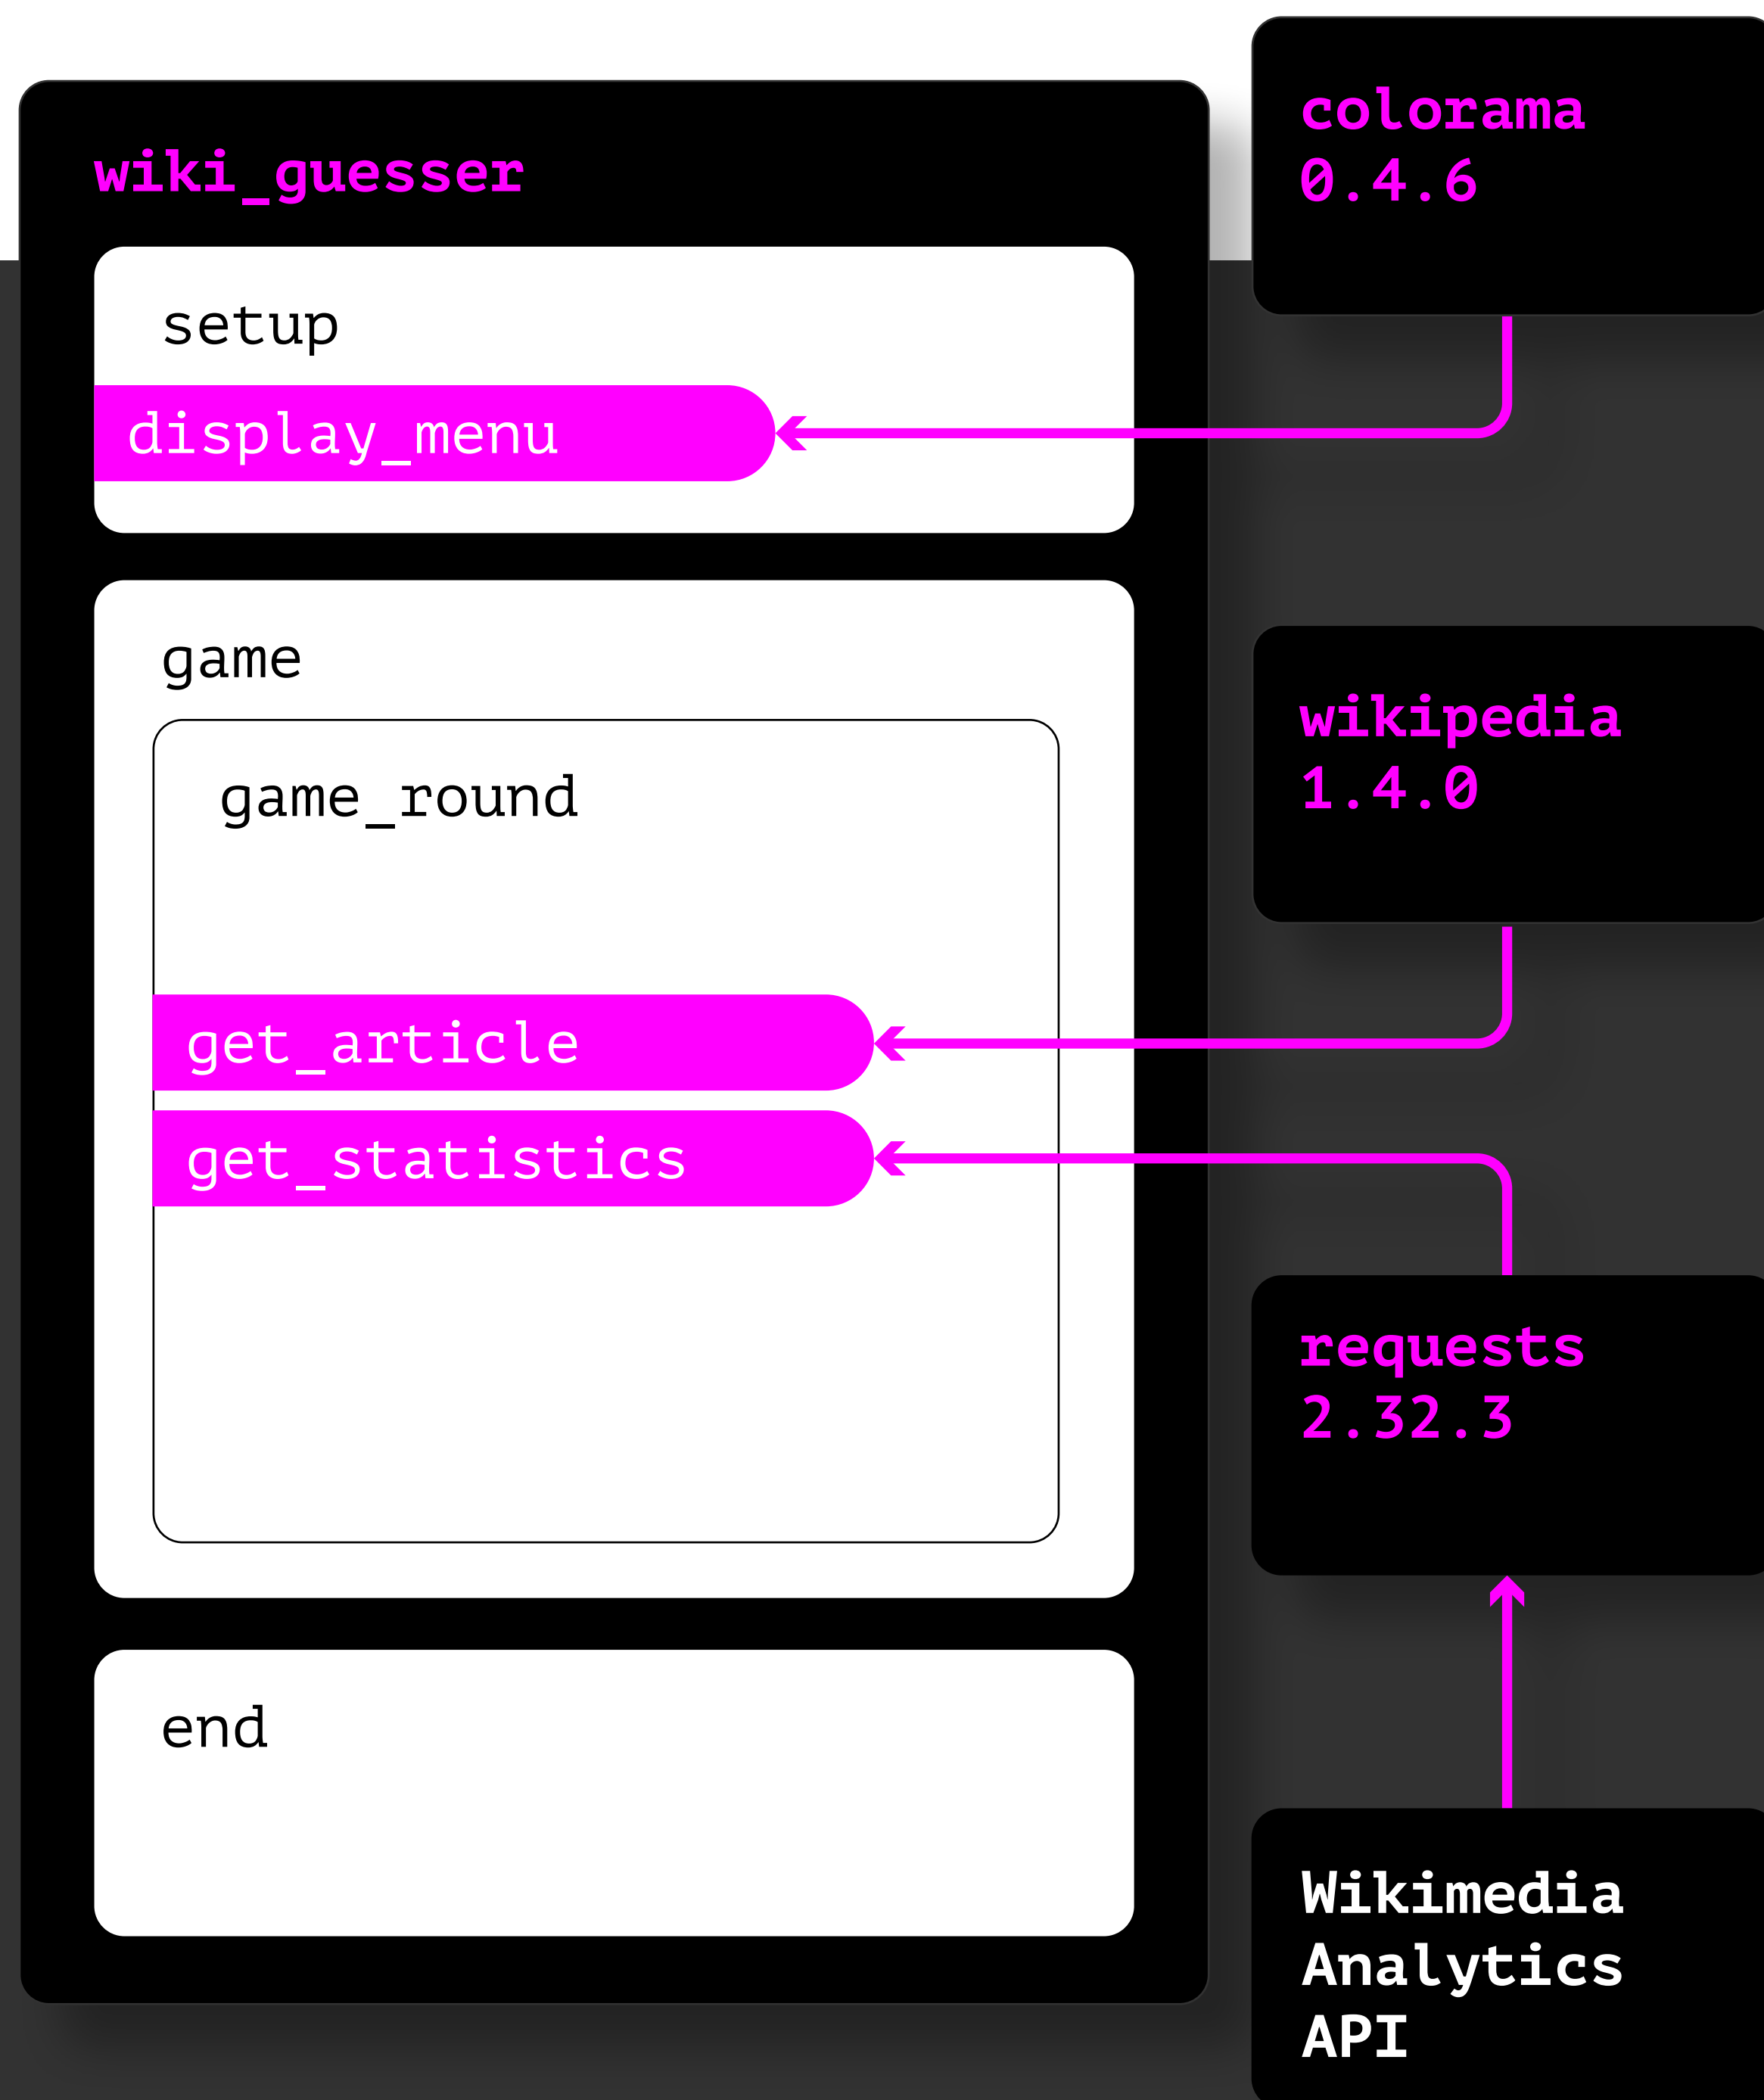 wiki_guesser
setup
display_menu
game
game_round
get_article
get_statistics
end
colorama
0.4.6
wikipedia
1.4.0
requests
2.32.3
Wikimedia
Analytics
API